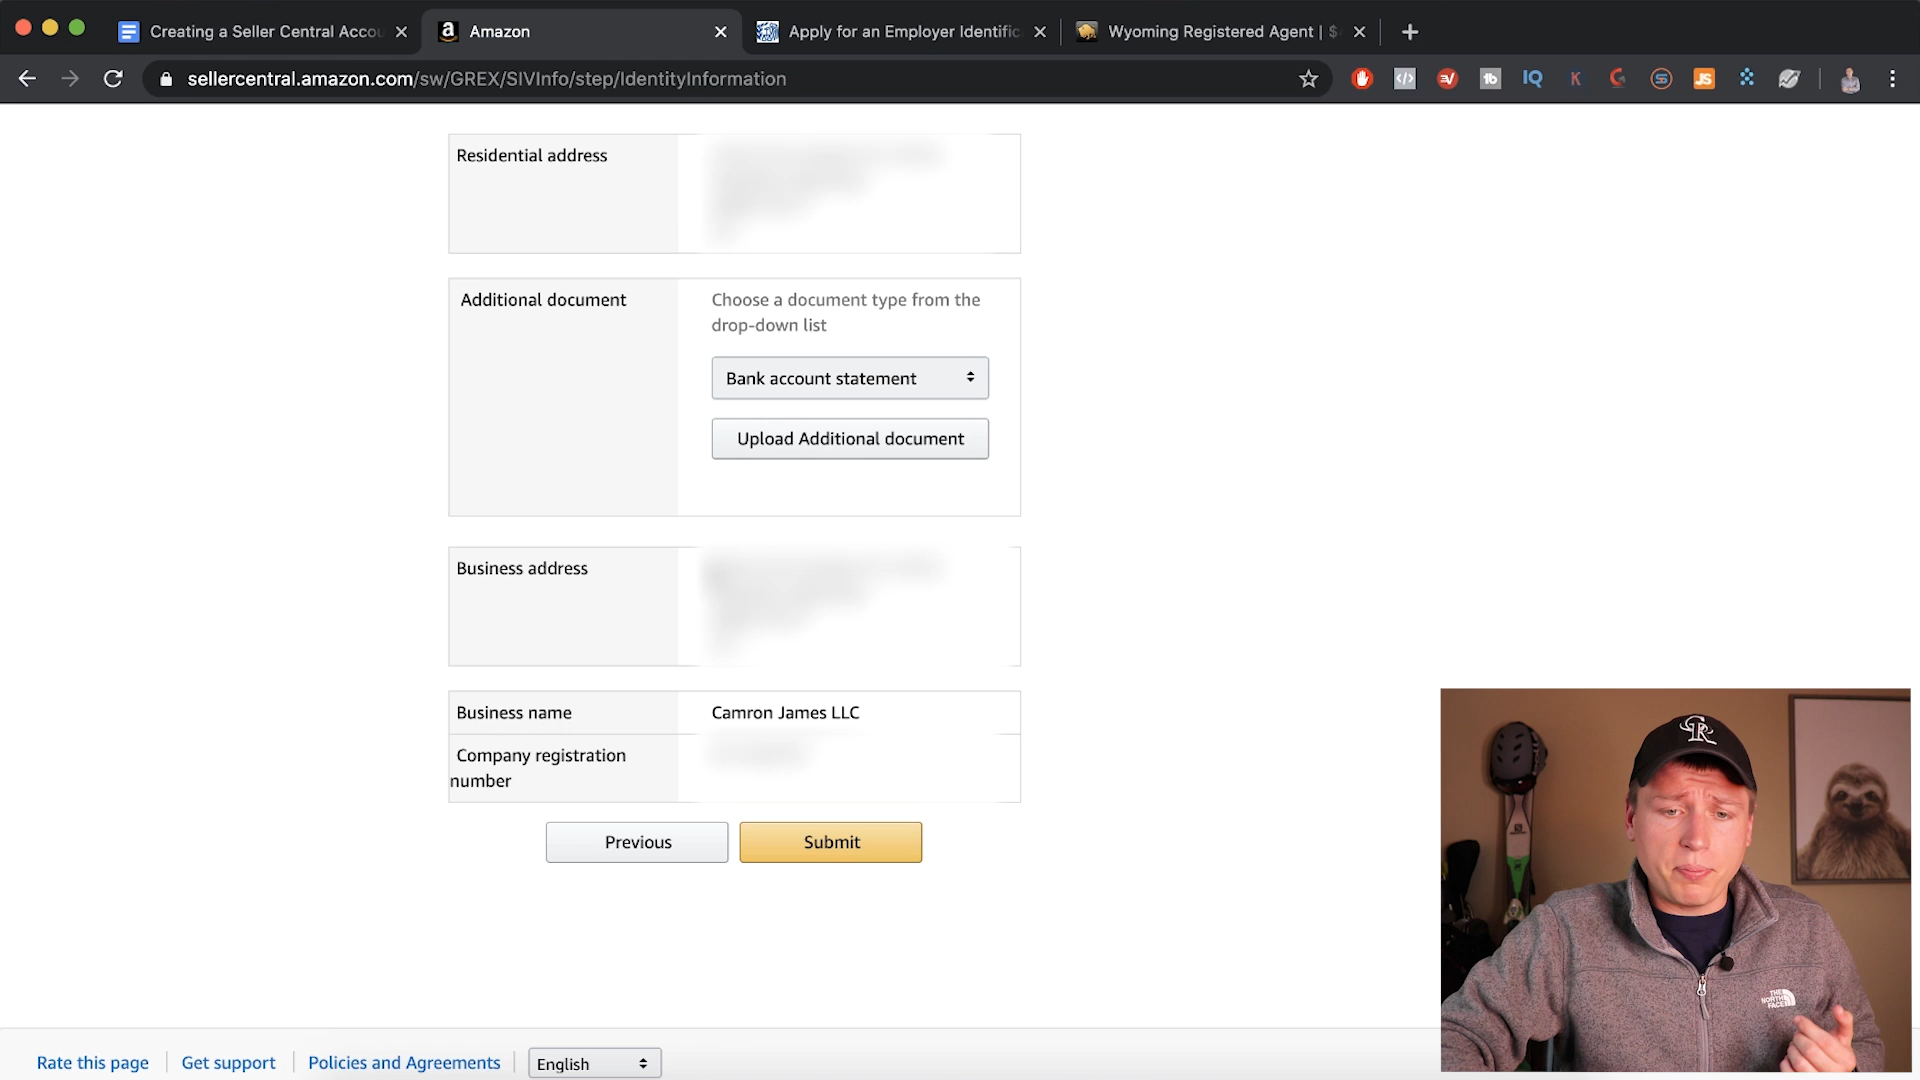 Creating a Seller Central Accou
Amazon
Apply for an Employer Identific
Wyoming Registered Agent | $
sellercentral.amazon.com/sw/GREX/SIVInfo/step/IdentityInformation
Residential address
Additional document
Choose a document type from the
drop-down list
Bank account statement
Upload Additional document
Business address
Business name
Camron James LLC
Company registration
number
Previous
Submit
Rate this page
Get support
Policies and Agreements
English
THE
NORTH
FACE